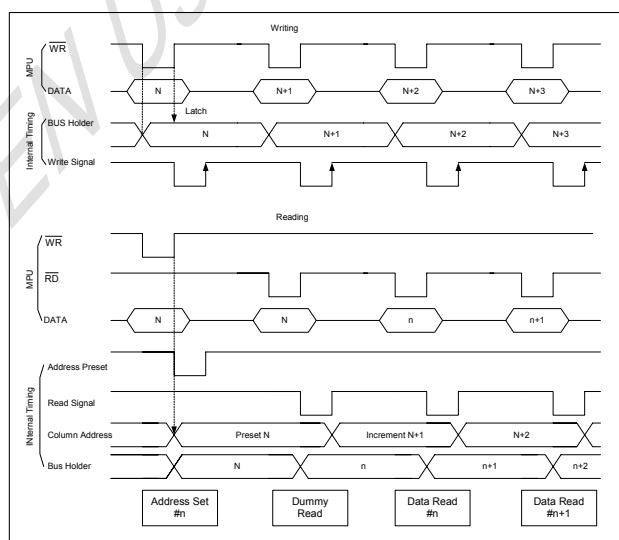 Writing
WR
MPU
DATA N N+1 N+2 N+3
Latch
Internal Timing
BUS Holder N N+1 N+2 N+3
Write Signal
Reading
WR
MPU
RD
DATA N N n n+1
Address Preset
INternal Timing
Read Signal
Column Address Preset N Increment N+1 N+2
Bus Holder N n n+1 n+2
Address Set Dummy Data Read Data Read
#n Read #n #n+1